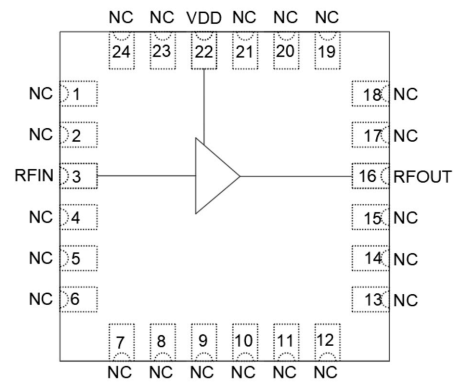 NC NC VDD NC NC NC
24 23 22 21 20 19
NC 1 18 NC
NC 2 17 NC
RFIN 3 16 RFOUT
NC 4 15 NC
NC 5 14 NC
NC 6 13 NC
7 8 9 10 11 12
NC NC NC NC NC NC